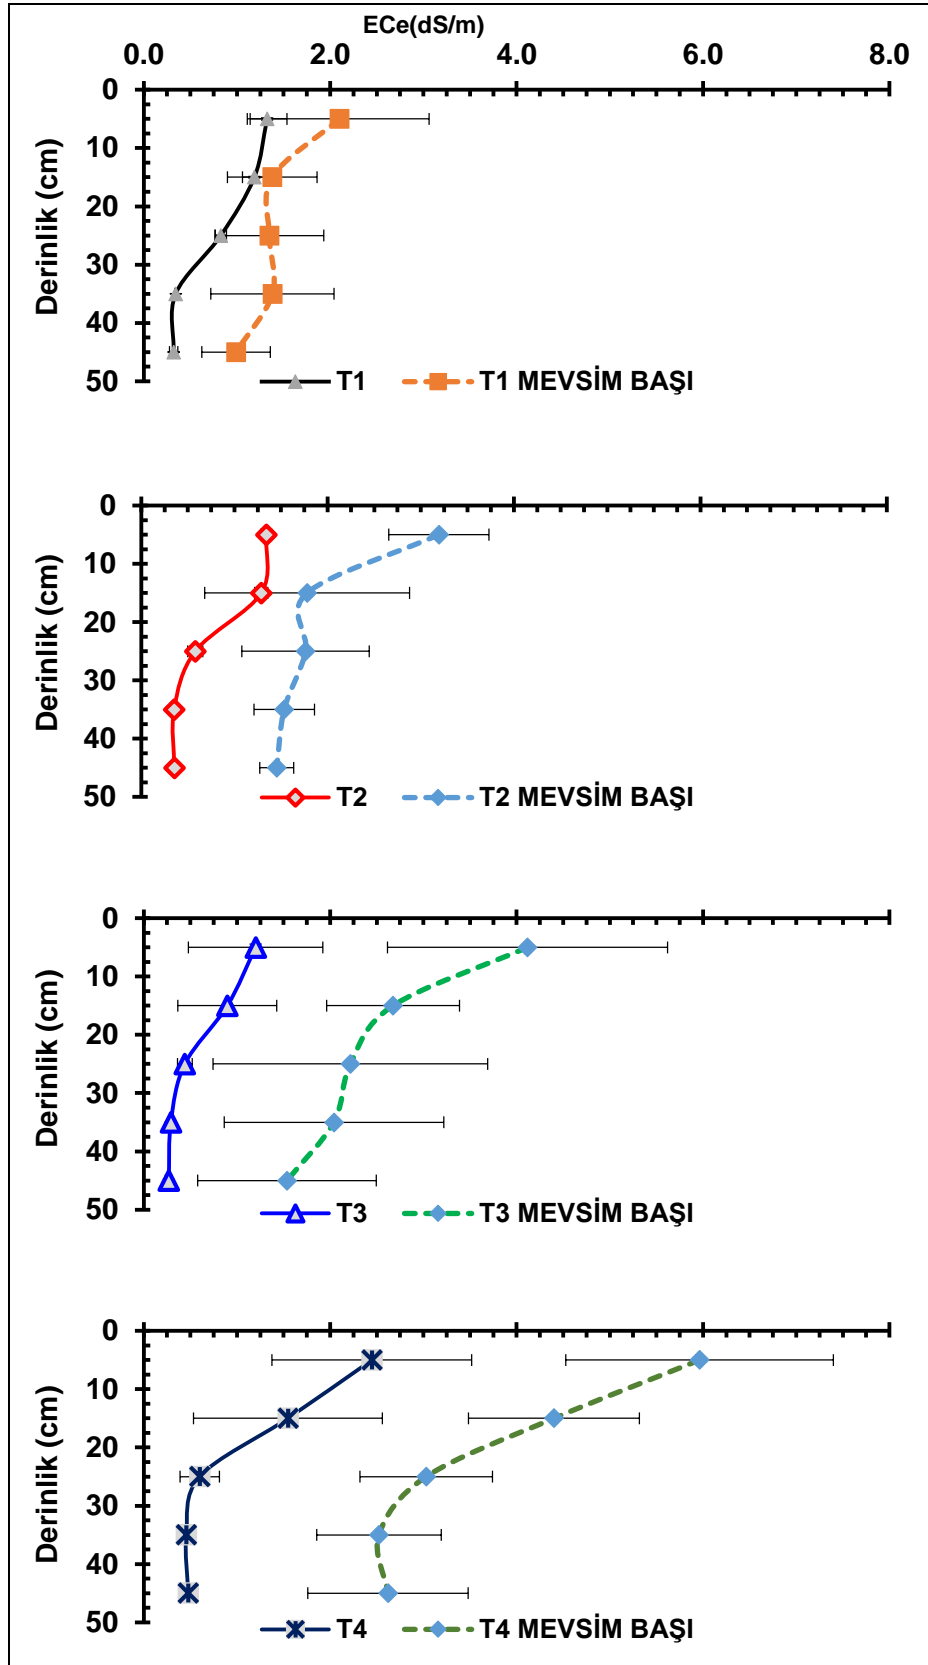 ECe(dS/m)
0.0 2.0 4.0 6.0 8.0
0
10
20
30
40
50
Derinlik (cm)
T1 T1 MEVSİM BAŞI
0
10
20
30
40
50
Derinlik (cm)
T2 T2 MEVSİM BAŞI
0
10
20
30
40
50
Derinlik (cm)
T3 T3 MEVSİM BAŞI
0
10
20
30
40
50
Derinlik (cm)
T4 T4 MEVSİM BAŞI